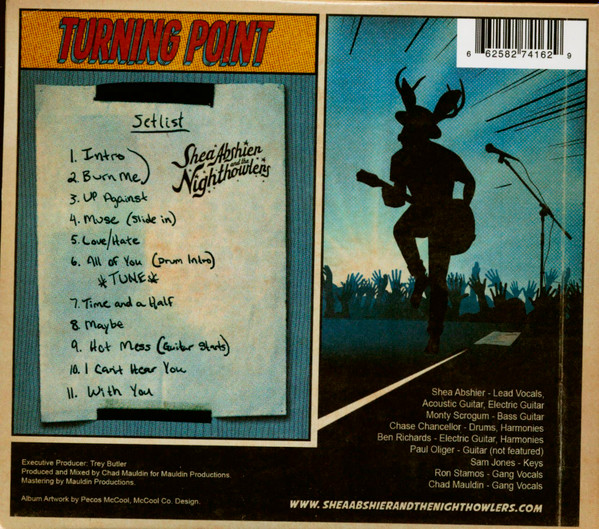 TURNING POINT
6 62582 74162 9
Setlist
Shea Abshier
and the
Nighthowlers
1. Intro
2. Burn Me
3. Up Against
4. Muse (Slide in)
5. Love/Hate
6. All of You (Drum Intro)
*TUNE*
7. Time and a Half
8. Maybe
9. Hot Mess (Guitar Starts)
10. I Can't Hear You
11. With You
Shea Abshier - Lead Vocals,
Acoustic Guitar, Electric Guitar
Monty Scrogum - Bass Guitar
Chase Chancellor - Drums, Harmonies
Ben Richards - Electric Guitar, Harmonies
Paul Oliger - Guitar (not featured)
Sam Jones - Keys
Ron Stamos - Gang Vocals
Chad Mauldin - Gang Vocals
Executive Producer: Trey Butler
Produced and Mixed by Chad Mauldin for Mauldin Productions.
Mastering by Mauldin Productions.
Album Artwork by Pecos McCool, McCool Co. Design.
WWW.SHEAABSHIERANDTHENIGHTHOWLERS.COM